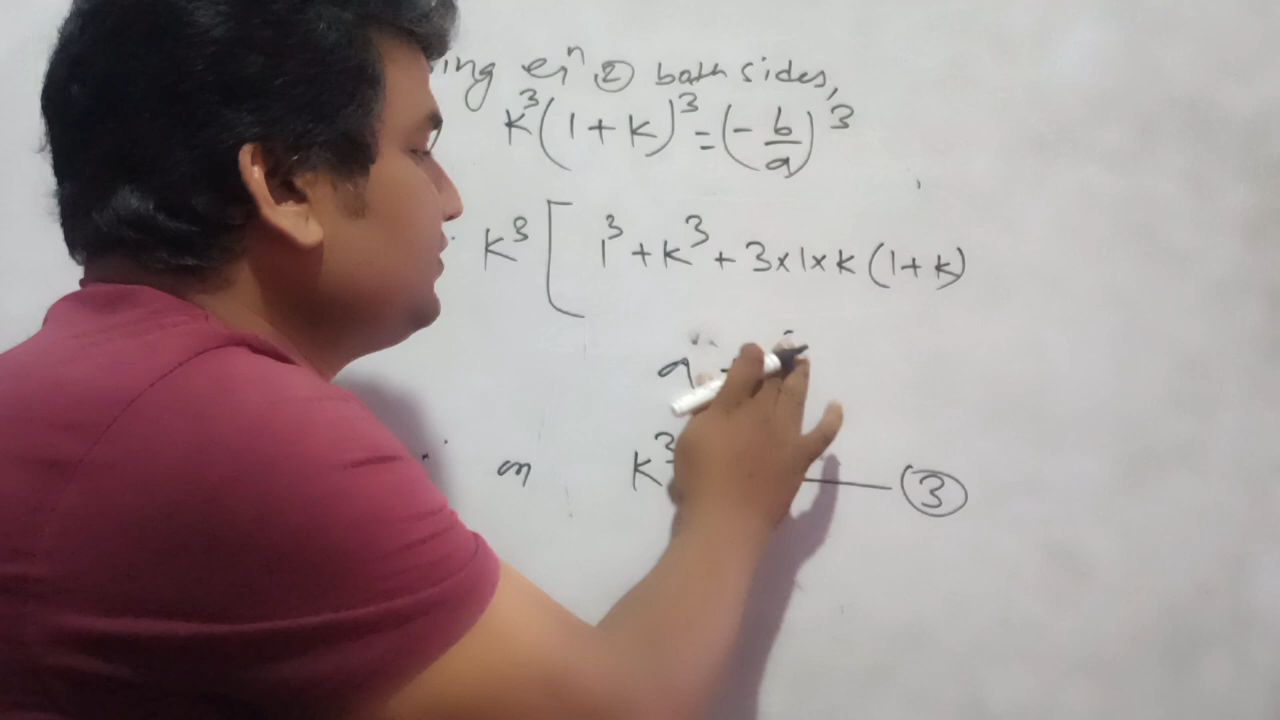 ing eqⁿ ② both sides,
K³(1+K)³=(-b/a)³
K³[1³+K³+3×1×K(1+K)
a
or K³ ③